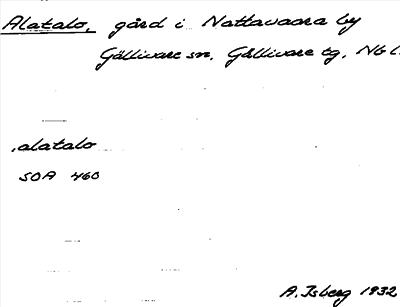 Alatalo, gård i Nattavaara by
Gällivare sn, Gällivare tg, Nb l.
.alatalo
SOA 460
A. Isberg 1932